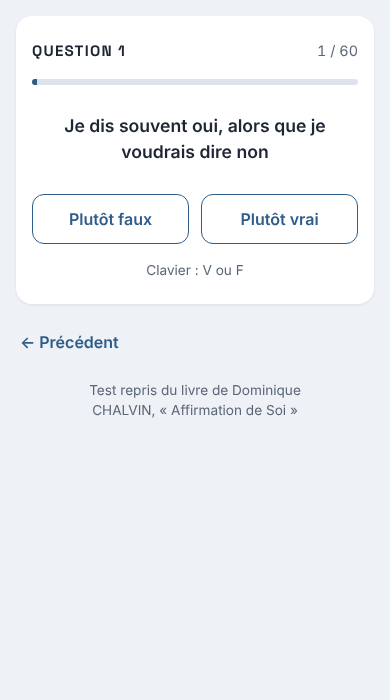 QUESTION 1
1 / 60
Je dis souvent oui, alors que je
voudrais dire non
Plutôt faux
Plutôt vrai
Clavier : V ou F
← Précédent
Test repris du livre de Dominique
CHALVIN, « Affirmation de Soi »